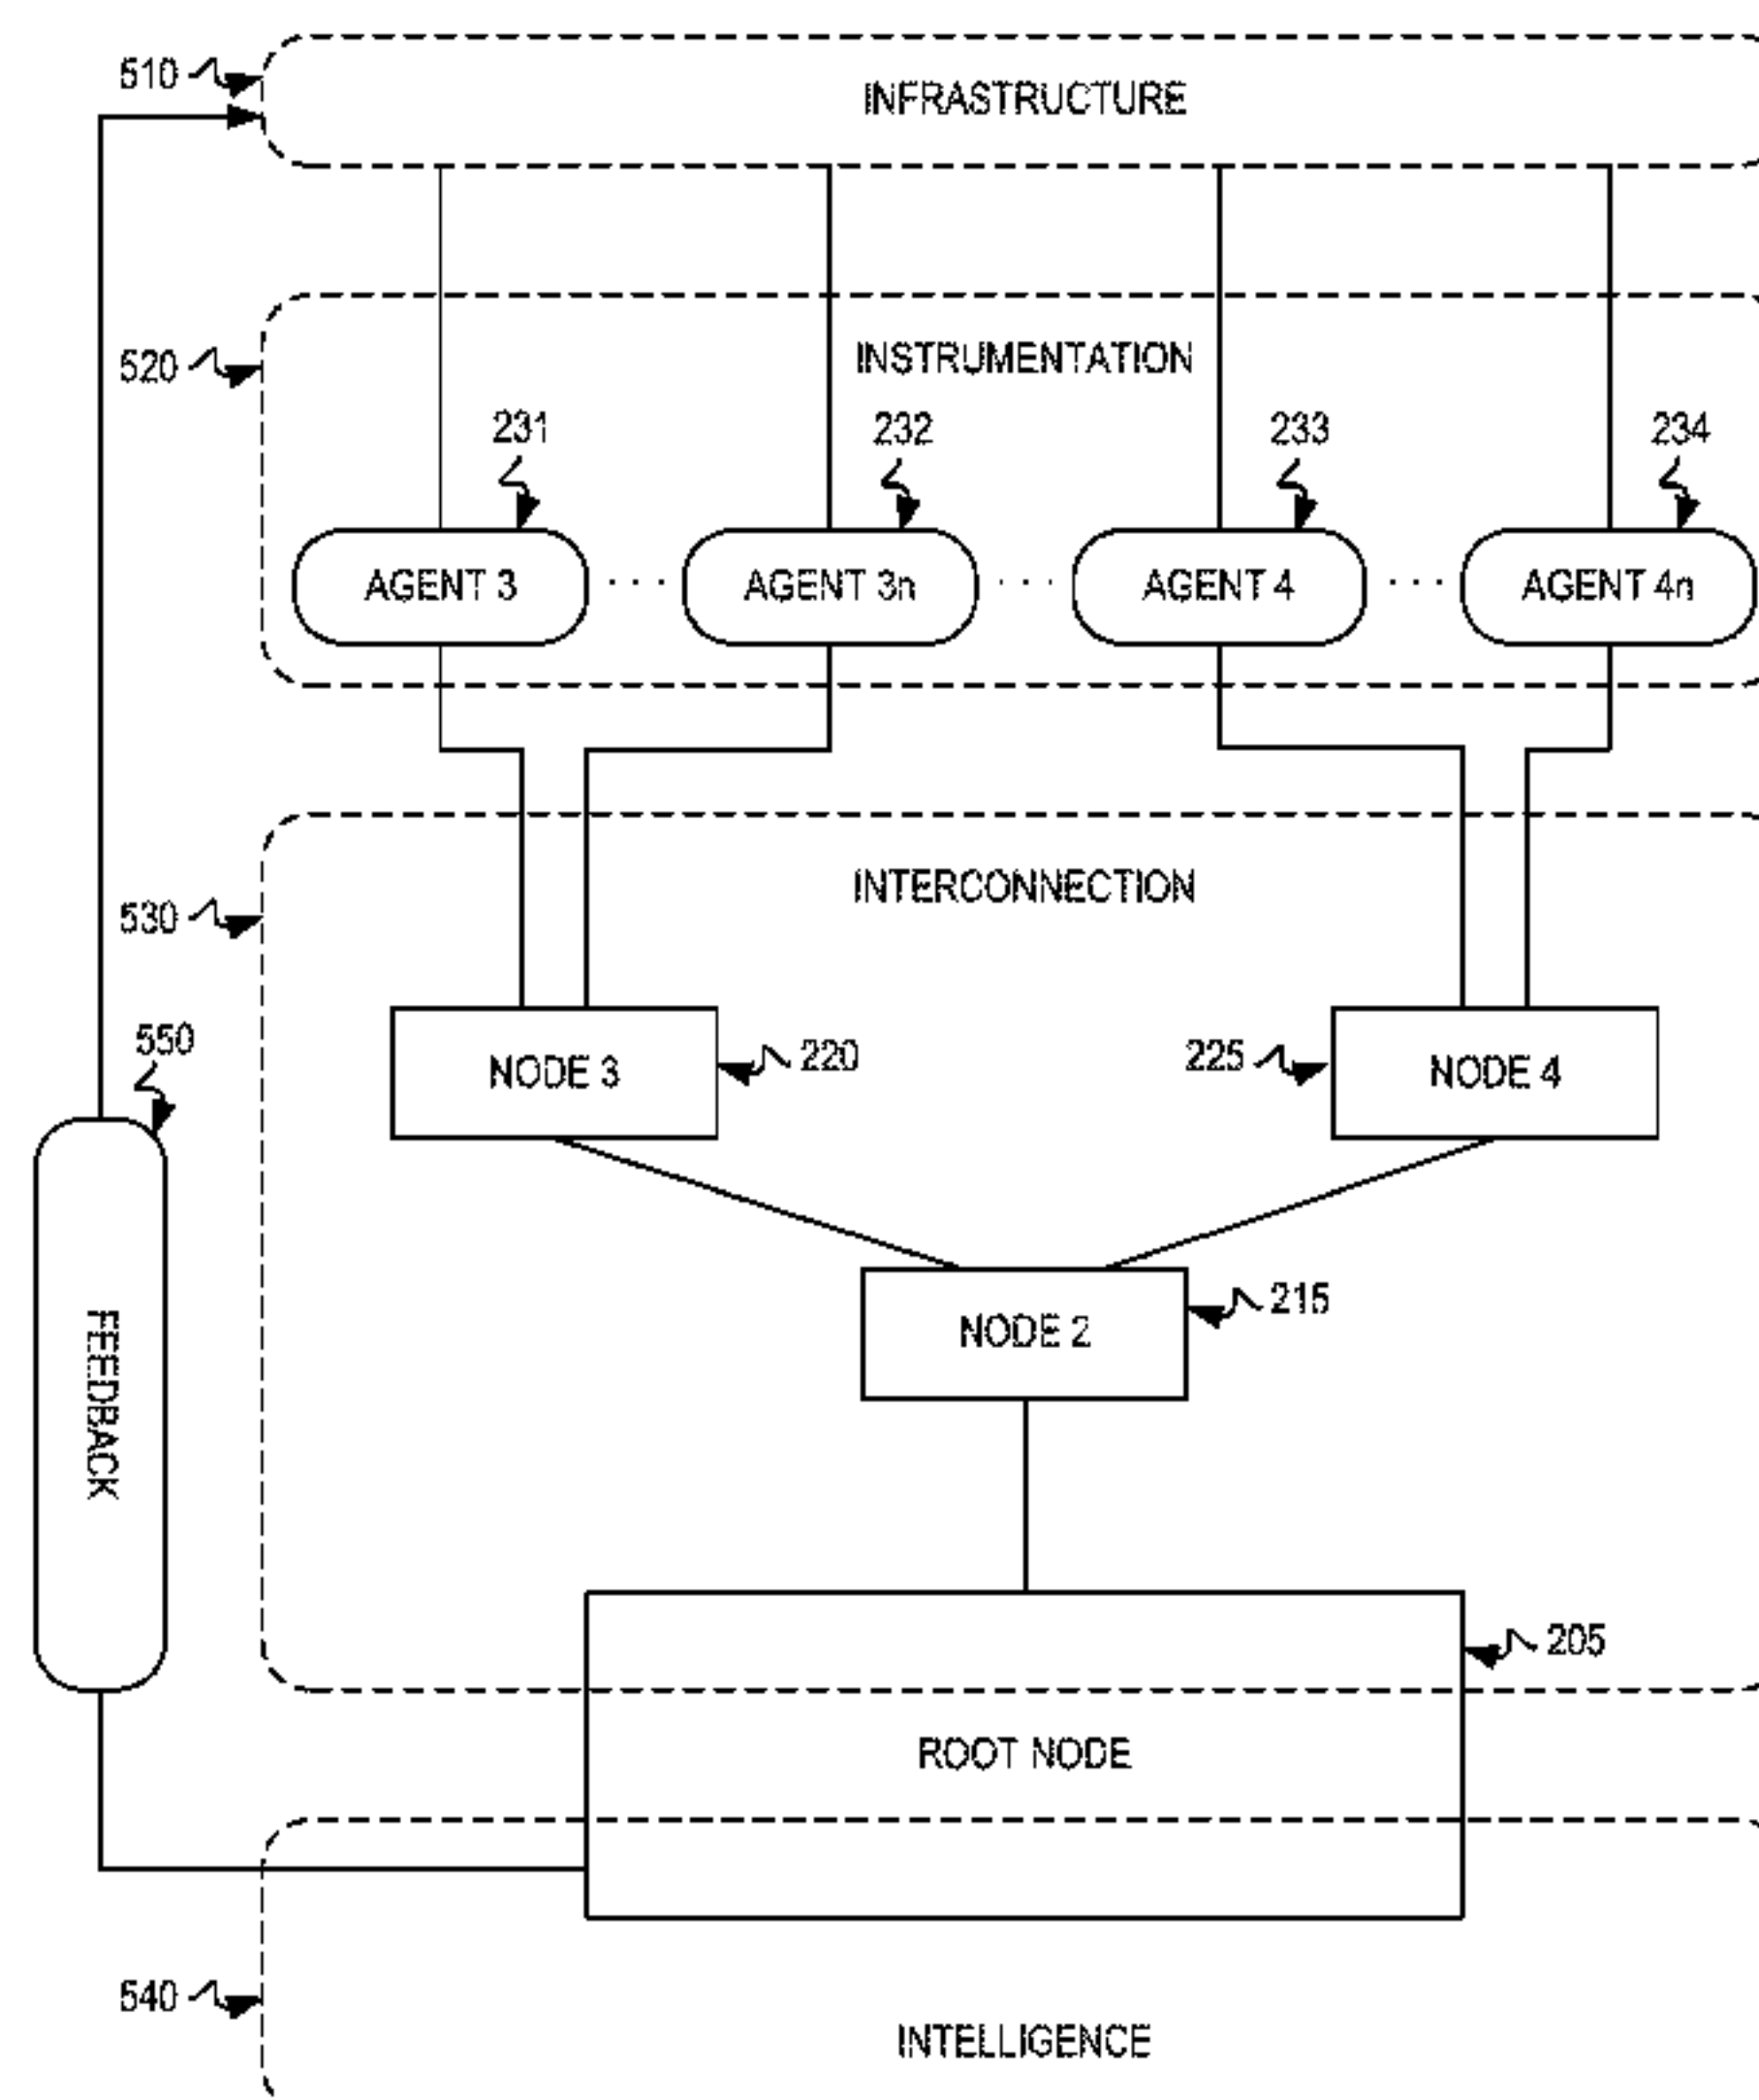 510
INFRASTRUCTURE
520
INSTRUMENTATION
231
232
233
234
AGENT 3
AGENT 3n
AGENT 4
AGENT 4n
530
INTERCONNECTION
550
NODE 3
220
225
NODE 4
NODE 2
215
FEEDBACK
205
ROOT NODE
540
INTELLIGENCE